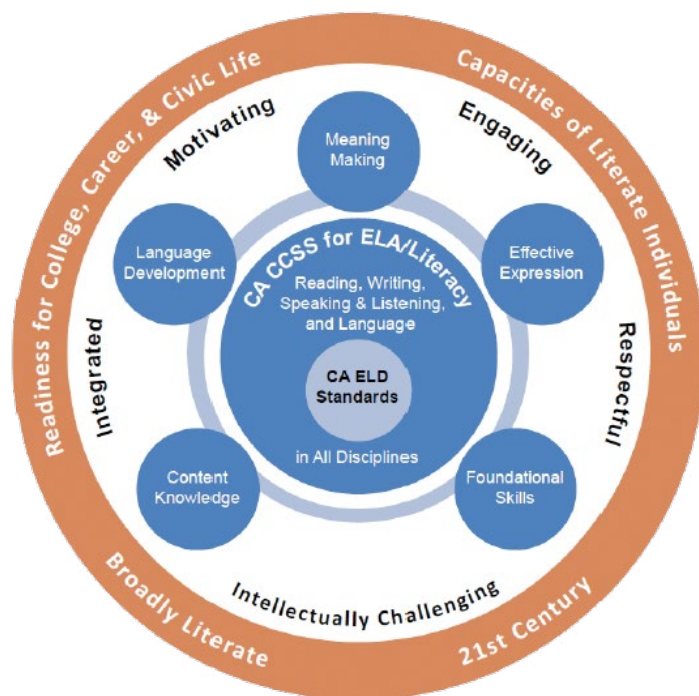 Readiness for College, Career, & Civic Life
Capacities of Literate Individuals
Motivating
Engaging
Meaning
Making
Language
Development
Effective
Expression
CA CCSS for ELA/Literacy
Reading, Writing,
Speaking & Listening,
and Language
CA ELD
Standards
in All Disciplines
Integrated
Respectful
Content
Knowledge
Foundational
Skills
Intellectually Challenging
Broadly Literate
21st Century